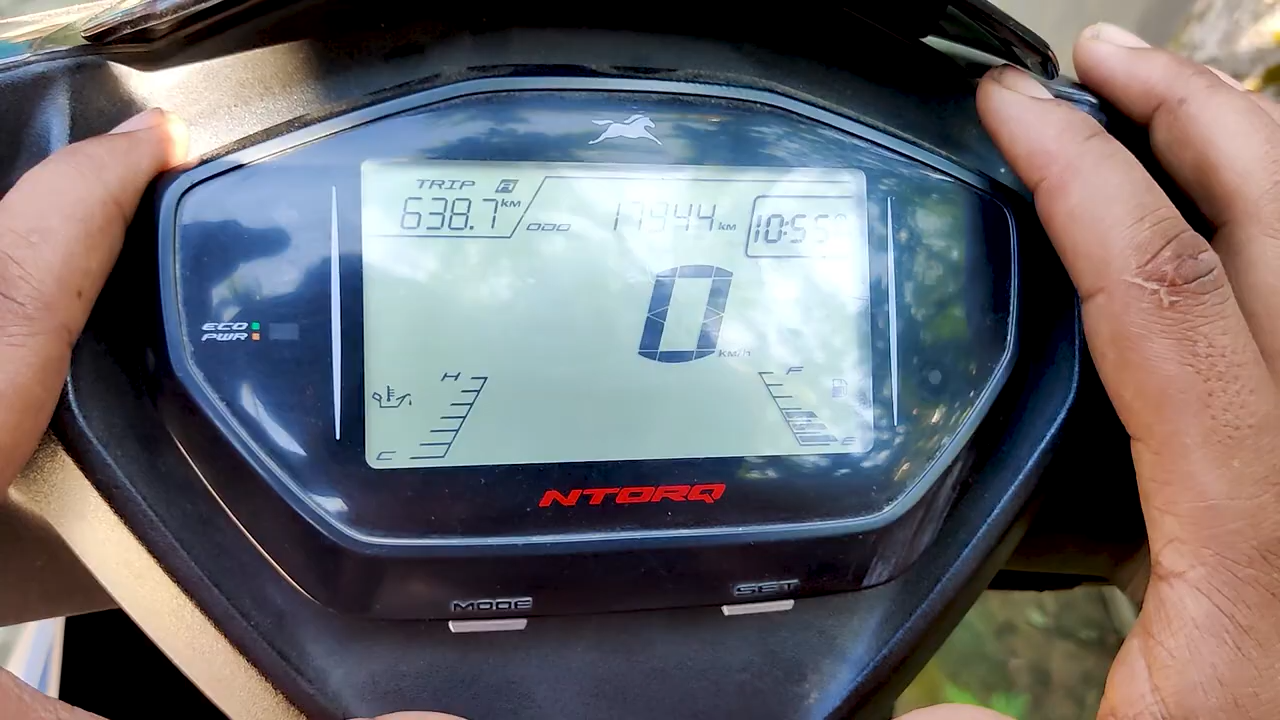 TRIP A
638.7 km
ODO 17944 km
10:55
0 km/h
ECO
PWR
H
C
F
E
NTORQ
MODE
SET